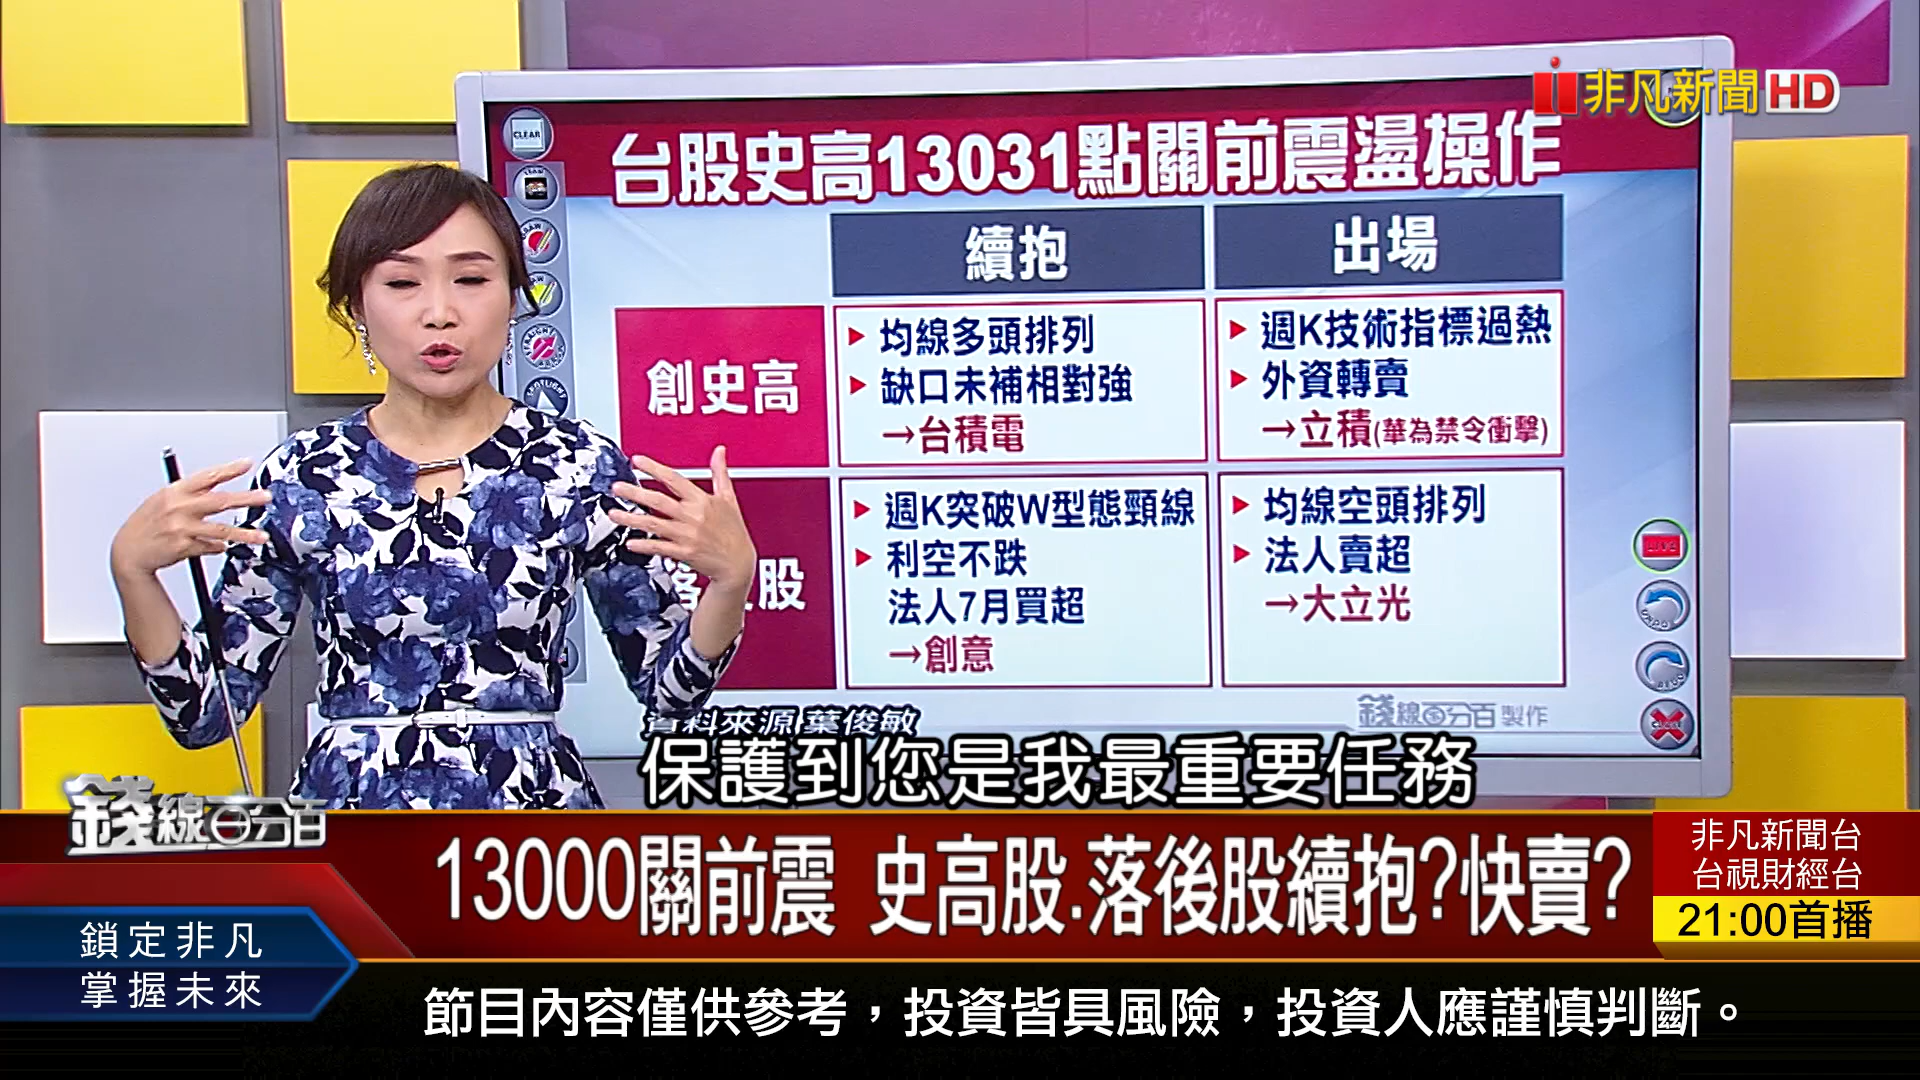 非凡新聞HD
CLEAR
台股史高13031點關前震盪操作
續抱
出場
創史高
▶均線多頭排列
▶缺口未補相對強
→台積電
▶週K技術指標過熱
▶外資轉賣
→立積(華為禁令衝擊)
股
▶週K突破W型態頸線
▶利空不跌
法人7月買超
→創意
▶均線空頭排列
▶法人賣超
→大立光
資料來源:葉俊敏
錢線百分百製作
保護到您是我最重要任務
錢線百分百
13000關前震 史高股.落後股續抱?快賣?
非凡新聞台
台視財經台
21:00首播
鎖定非凡
掌握未來
節目內容僅供參考，投資皆具風險，投資人應謹慎判斷。